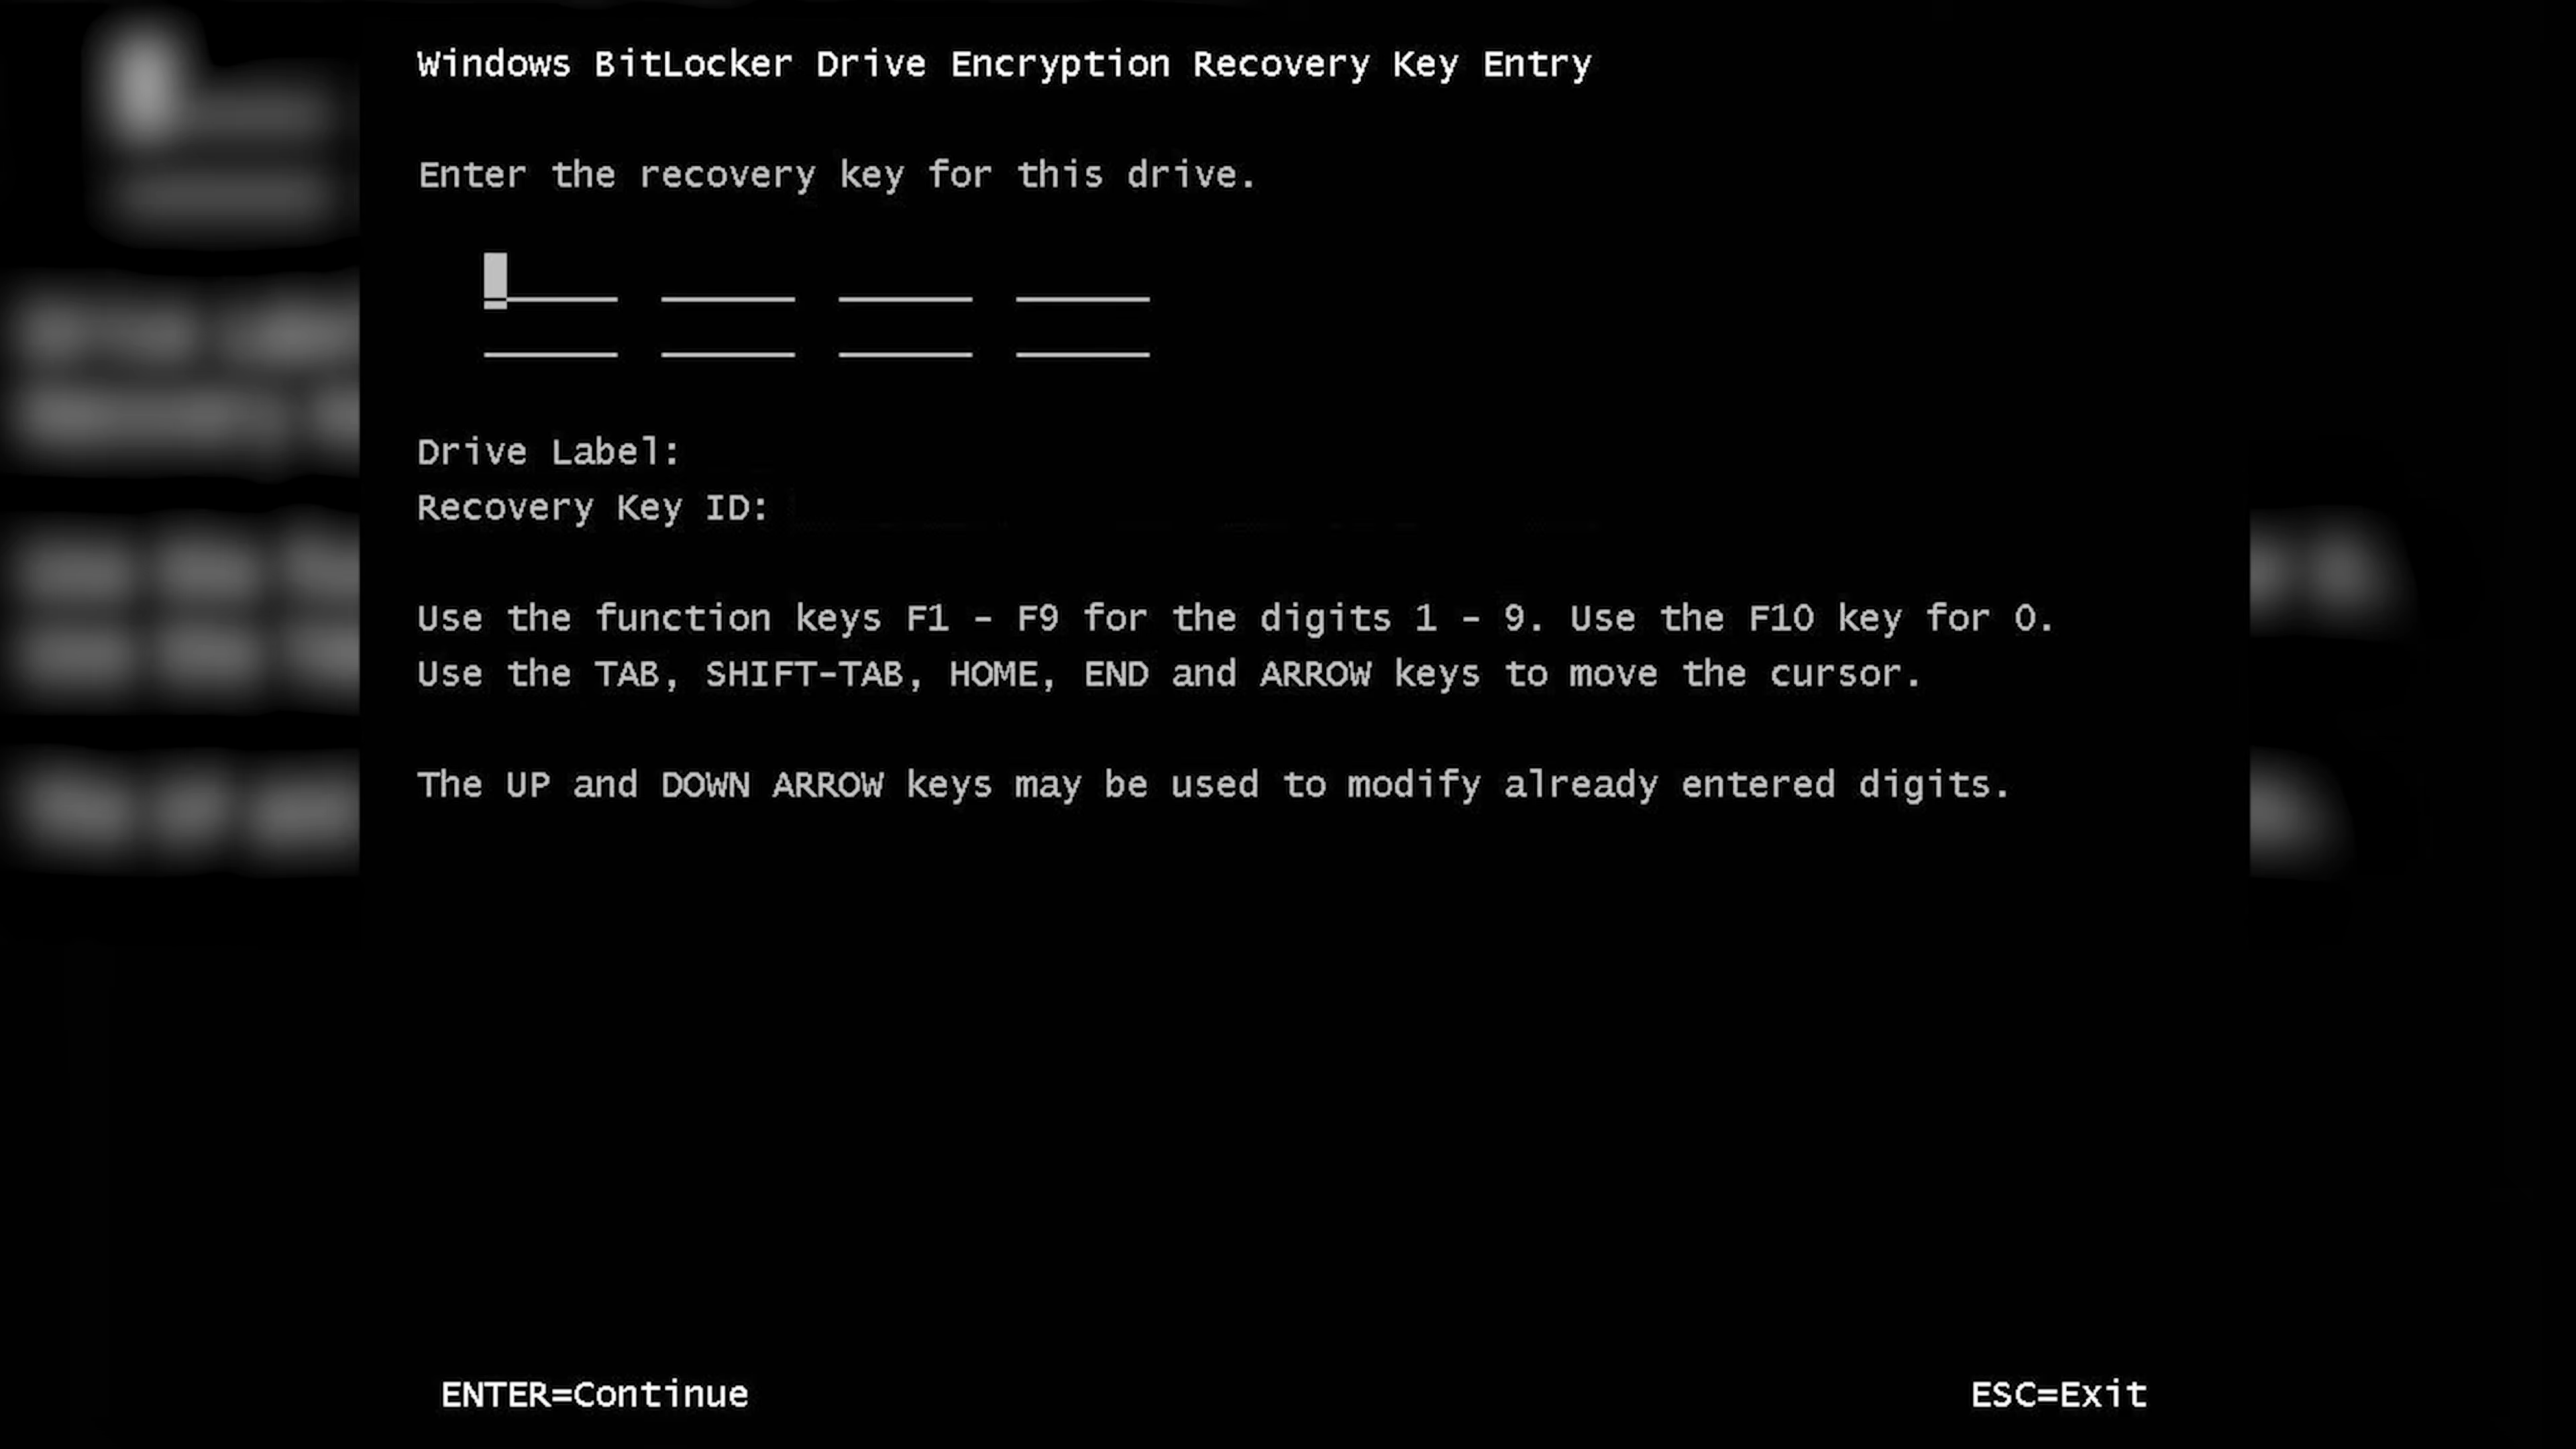 Windows BitLocker Drive Encryption Recovery Key Entry
Enter the recovery key for this drive.
Drive Label:
Recovery Key ID:
Use the function keys F1 - F9 for the digits 1 - 9. Use the F10 key for 0.
Use the TAB, SHIFT-TAB, HOME, END and ARROW keys to move the cursor.
The UP and DOWN ARROW keys may be used to modify already entered digits.
ENTER=Continue
ESC=Exit